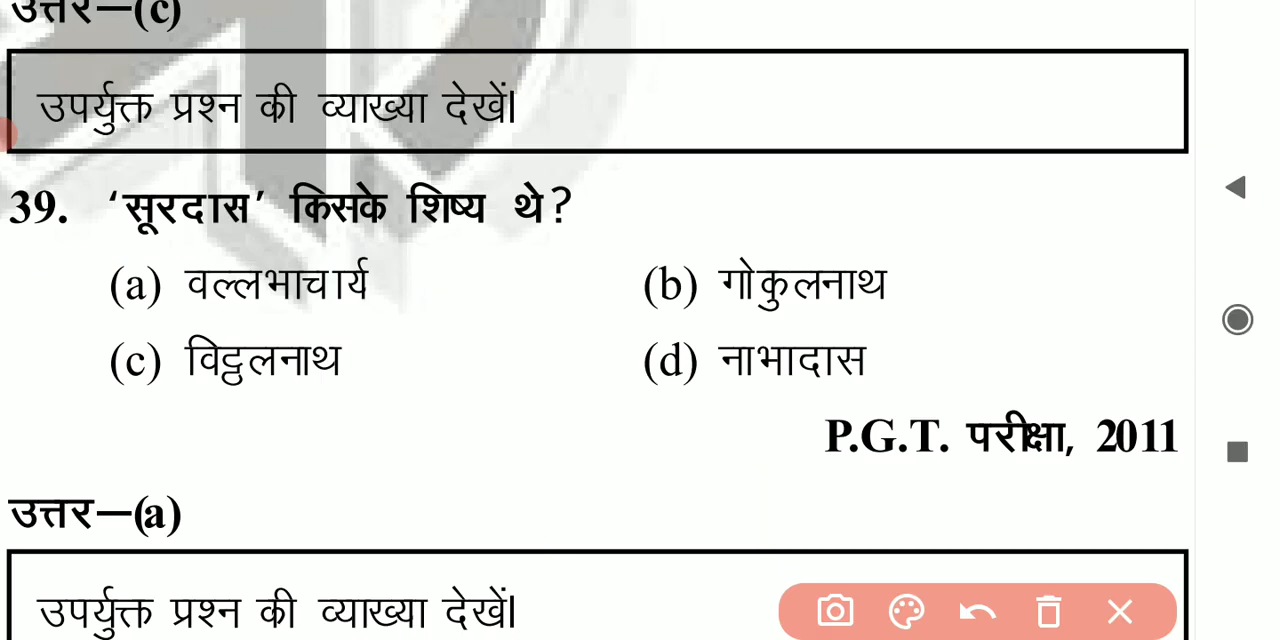 उत्तर—(c)
उपर्युक्त प्रश्न की व्याख्या देखें।
39. ‘सूरदास’ किसके शिष्य थे?
(a) वल्लभाचार्य (b) गोकुलनाथ
(c) विट्ठलनाथ (d) नाभादास
P.G.T. परीक्षा, 2011
उत्तर—(a)
उपर्युक्त प्रश्न की व्याख्या देखें।